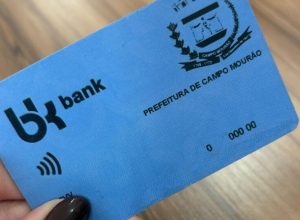 bk bank
PREFEITURA DE CAMPO MOURÃO
0 000 00